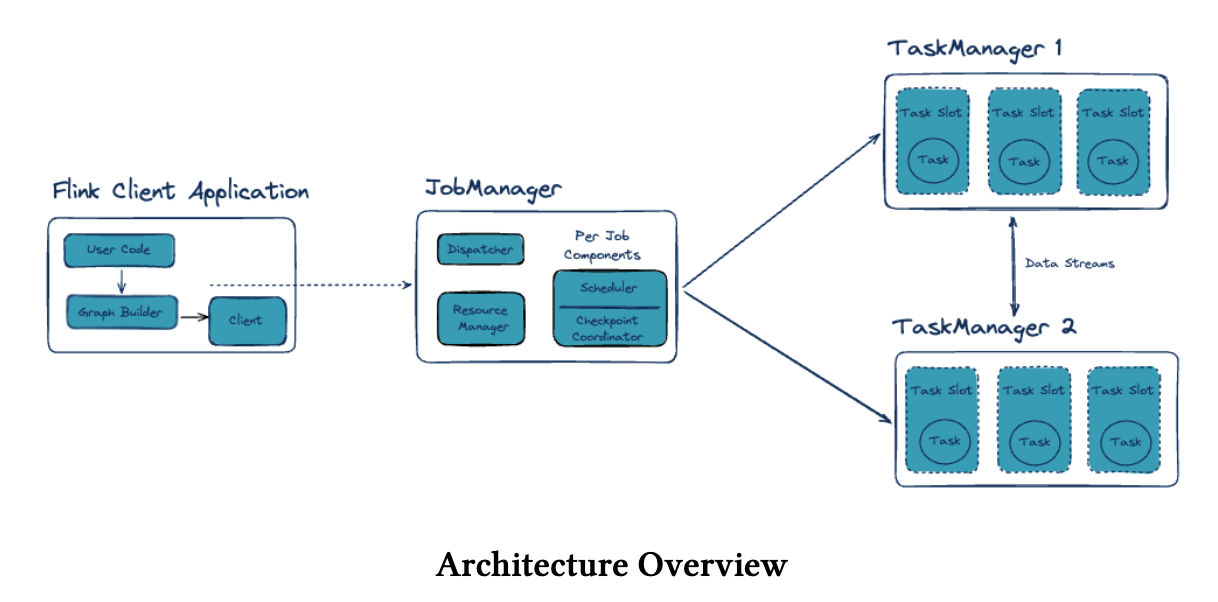 Flink Client Application
User Code
Graph Builder
Client
JobManager
Dispatcher
Resource
Manager
Per Job
Components
Scheduler
Checkpoint
Coordinator
TaskManager 1
Task Slot
Task
Task Slot
Task
Task Slot
Task
Data Streams
TaskManager 2
Task Slot
Task
Task Slot
Task
Task Slot
Task
Architecture Overview